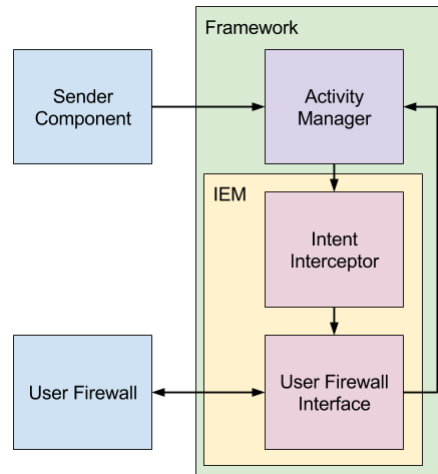 Framework
Sender
Component
Activity
Manager
IEM
Intent
Interceptor
User Firewall
User Firewall
Interface